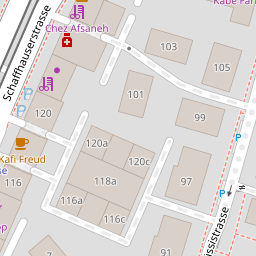 Kabe Far
Chez Afsaneh
103
105
Schaffhauserstrasse
101
99
P
P
120
P
120a
Kafi Freud
120c
116
118a
97
116a
116c
ssistrasse
91